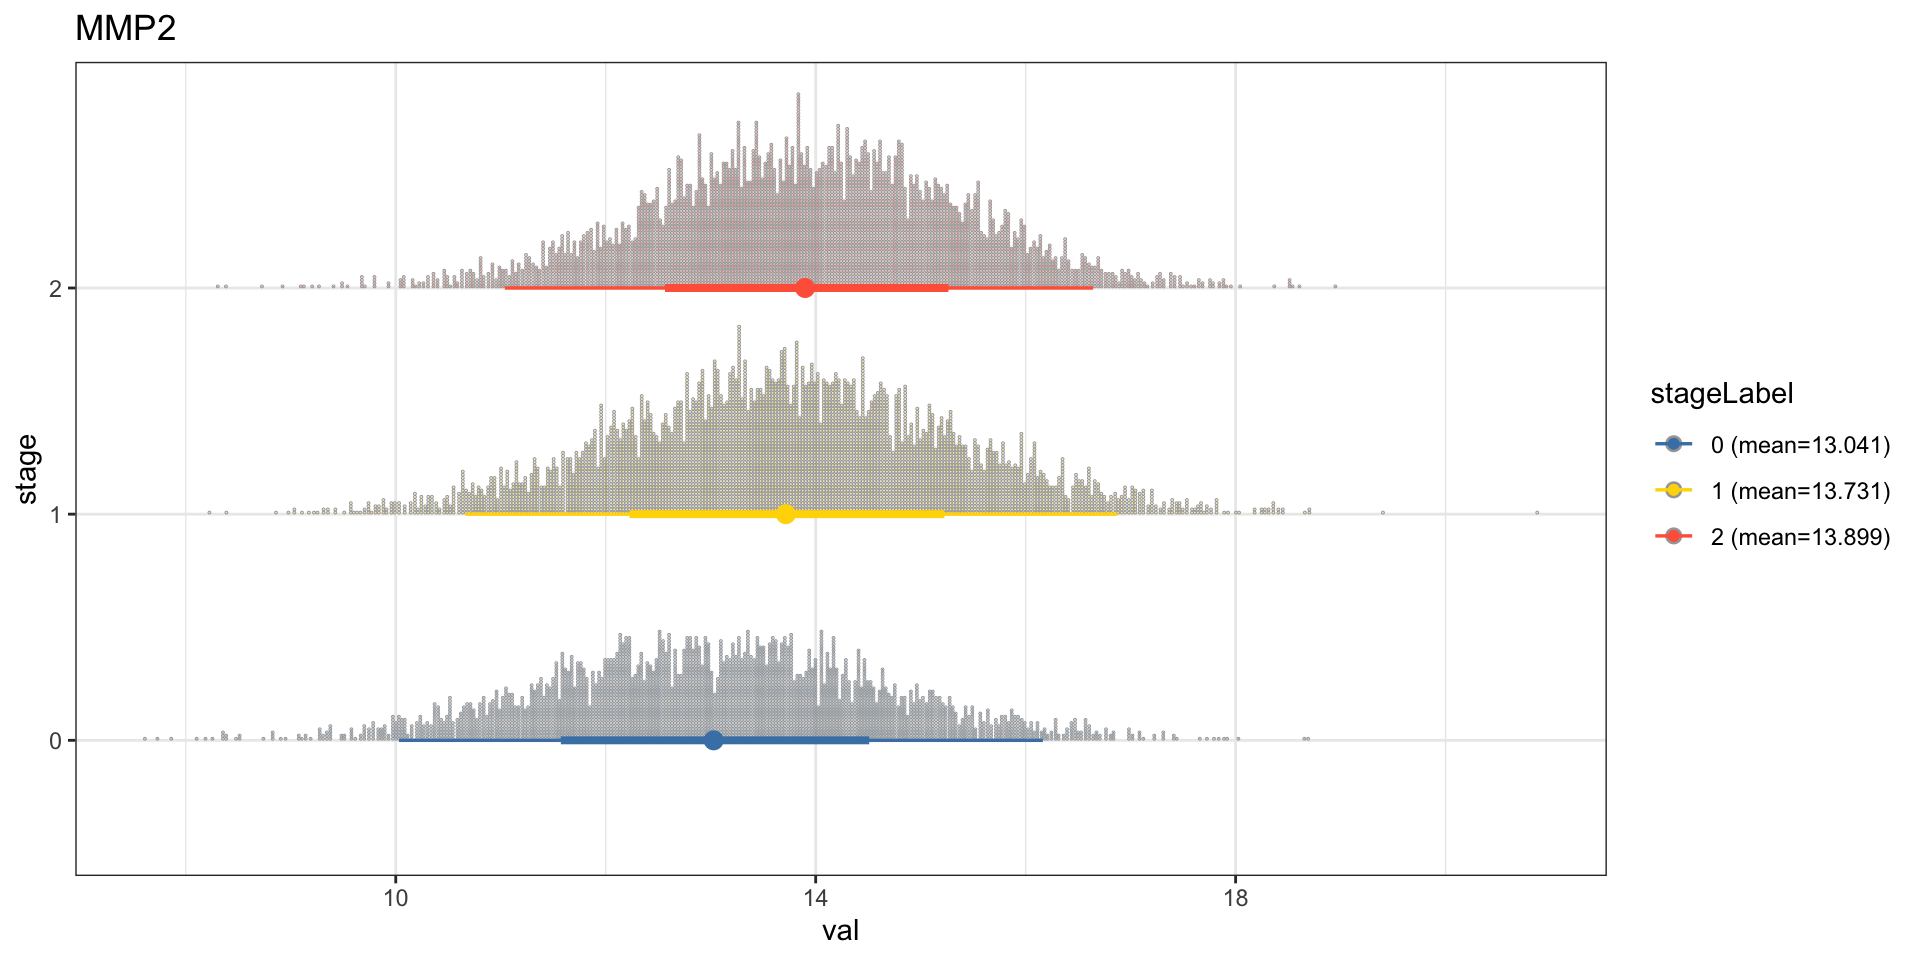 MMP2
stage
2
1
0
10 14 18
val
stageLabel
0 (mean=13.041)
1 (mean=13.731)
2 (mean=13.899)